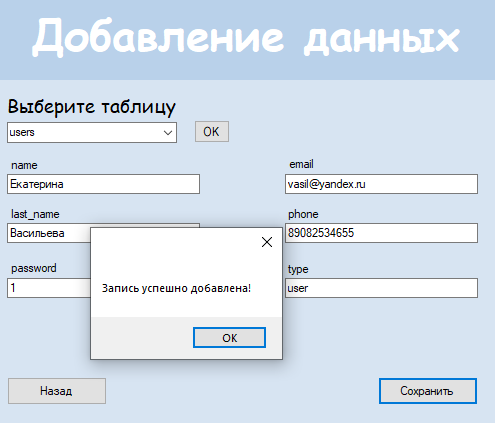 Добавление данных
Выберите таблицу
users
OK
name
email
Екатерина
vasil@yandex.ru
last_name
phone
Васильева
89082534655
password
type
1
user
Запись успешно добавлена!
OK
Назад
Сохранить